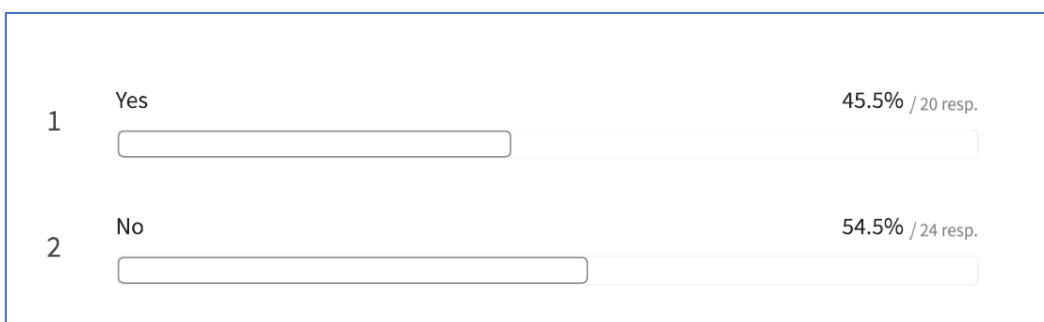 1 Yes 45.5% / 20 resp.
2 No 54.5% / 24 resp.